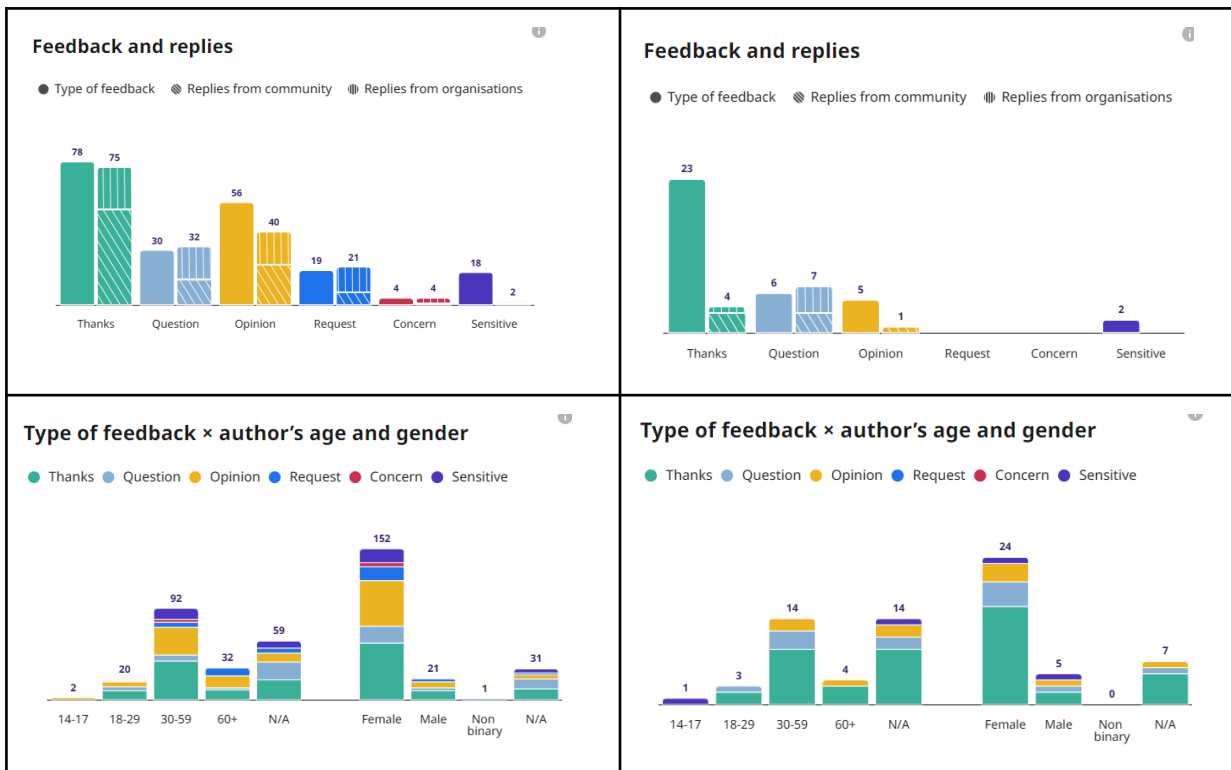 Feedback and replies
Type of feedback Replies from community Replies from organisations
78 75
30 32
56 40
19 21
4 4
18 2
Thanks Question Opinion Request Concern Sensitive
Feedback and replies
Type of feedback Replies from community Replies from organisations
23 4
6 7
5 1
2
Thanks Question Opinion Request Concern Sensitive
Type of feedback × author's age and gender
Thanks Question Opinion Request Concern Sensitive
2 20 92 32 59 152 21 1 31
14-17 18-29 30-59 60+ N/A Female Male Non N/A
binary
Type of feedback × author's age and gender
Thanks Question Opinion Request Concern Sensitive
1 3 14 4 14 24 5 0 7
14-17 18-29 30-59 60+ N/A Female Male Non N/A
binary